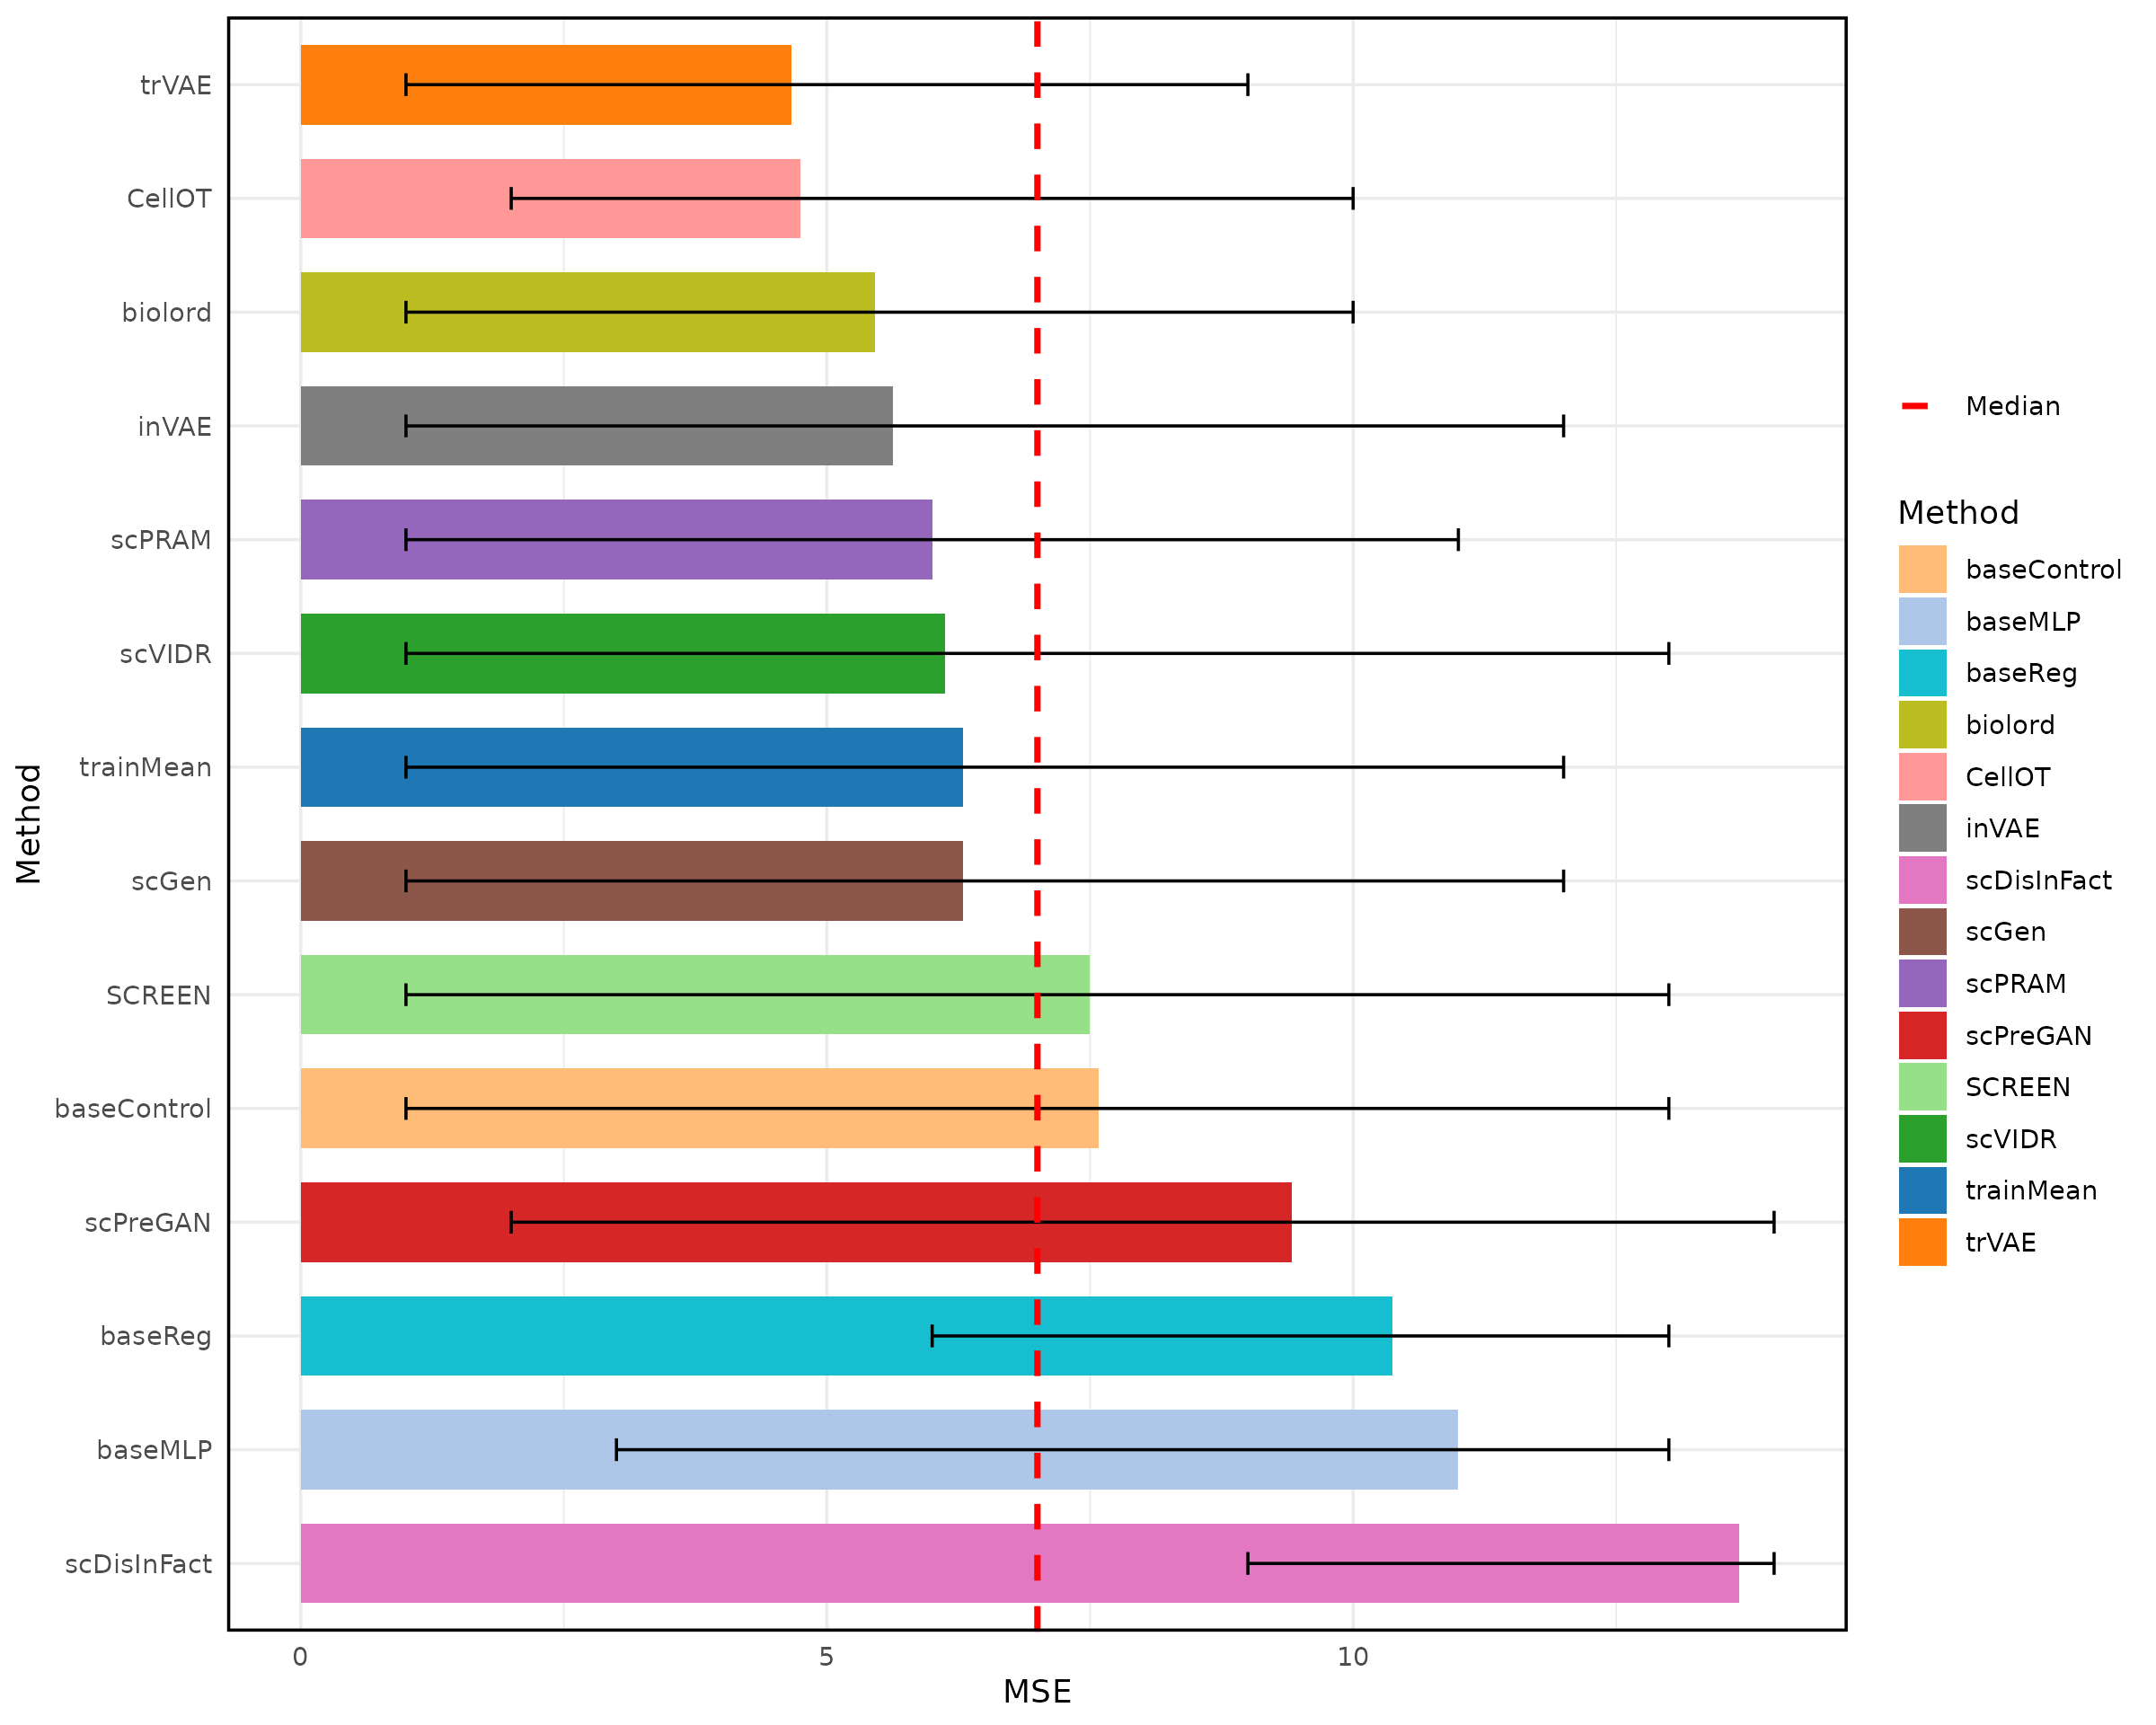 Method
trVAE
CellOT
biolord
inVAE
scPRAM
scVIDR
trainMean
scGen
SCREEN
baseControl
scPreGAN
baseReg
baseMLP
scDisInFact
0 5 10
MSE
Median
Method
baseControl
baseMLP
baseReg
biolord
CellOT
inVAE
scDisInFact
scGen
scPRAM
scPreGAN
SCREEN
scVIDR
trainMean
trVAE